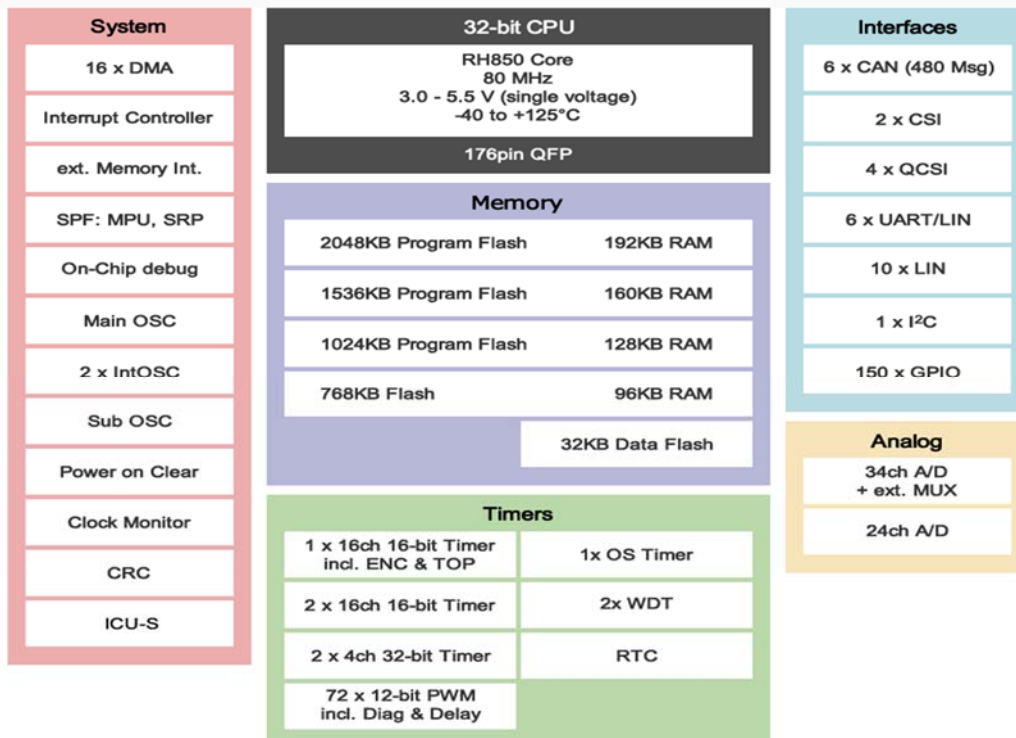 System
16 x DMA
Interrupt Controller
ext. Memory Int.
SPF: MPU, SRP
On-Chip debug
Main OSC
2 x IntOSC
Sub OSC
Power on Clear
Clock Monitor
CRC
ICU-S
32-bit CPU
RH850 Core
80 MHz
3.0 - 5.5 V (single voltage)
-40 to +125°C
176pin QFP
Memory
2048KB Program Flash 192KB RAM
1536KB Program Flash 160KB RAM
1024KB Program Flash 128KB RAM
768KB Flash 96KB RAM
32KB Data Flash
Timers
1 x 16ch 16-bit Timer
incl. ENC & TOP
1x OS Timer
2 x 16ch 16-bit Timer
2x WDT
2 x 4ch 32-bit Timer
RTC
72 x 12-bit PWM
incl. Diag & Delay
Interfaces
6 x CAN (480 Msg)
2 x CSI
4 x QCSI
6 x UART/LIN
10 x LIN
1 x I²C
150 x GPIO
Analog
34ch A/D
+ ext. MUX
24ch A/D